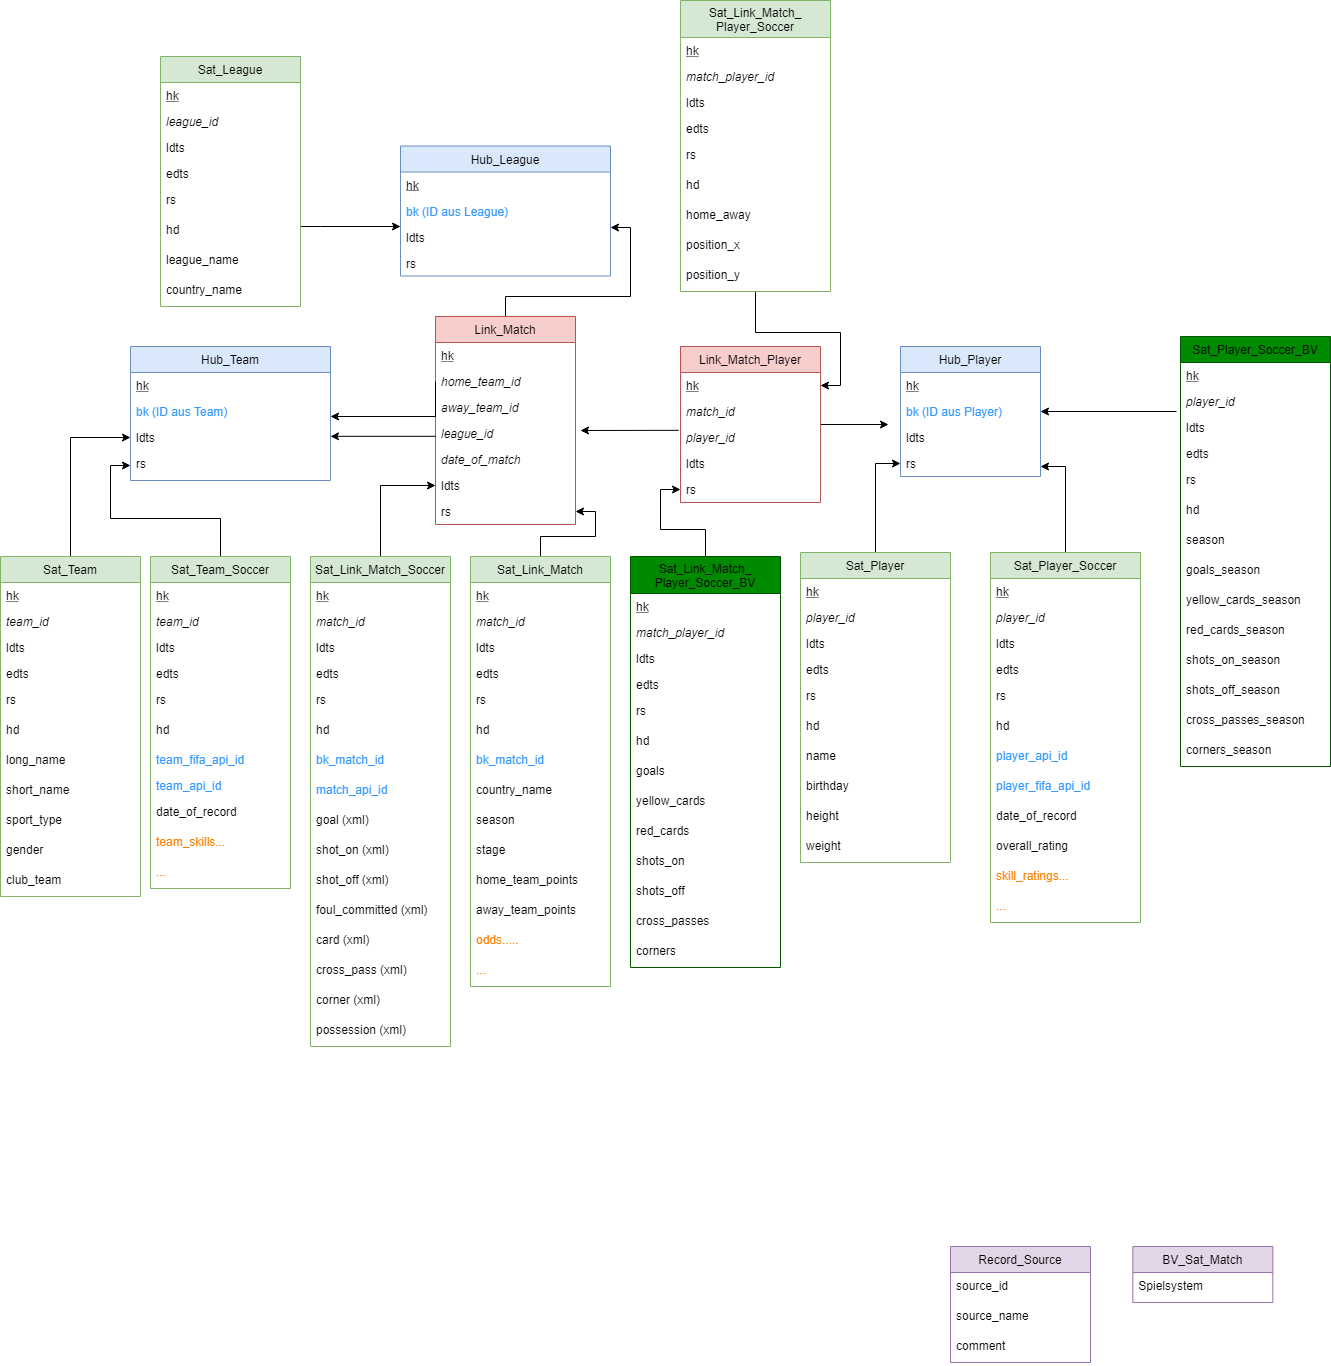 Sat_Link_Match_
Player_Soccer
hk
match_player_id
ldts
edts
rs
hd
home_away
position_x
position_y
Sat_League
hk
league_id
ldts
edts
rs
hd
league_name
country_name
Hub_League
hk
bk (ID aus League)
ldts
rs
Link_Match
hk
home_team_id
away_team_id
league_id
date_of_match
ldts
rs
Hub_Team
hk
bk (ID aus Team)
ldts
rs
Link_Match_Player
hk
match_id
player_id
ldts
rs
Hub_Player
hk
bk (ID aus Player)
ldts
rs
Sat_Player_Soccer_BV
hk
player_id
ldts
edts
rs
hd
season
goals_season
yellow_cards_season
red_cards_season
shots_on_season
shots_off_season
cross_passes_season
corners_season
Sat_Team
hk
team_id
ldts
edts
rs
hd
long_name
short_name
sport_type
gender
club_team
Sat_Team_Soccer
hk
team_id
ldts
edts
rs
hd
team_fifa_api_id
team_api_id
date_of_record
team_skills...
...
Sat_Link_Match_Soccer
hk
match_id
ldts
edts
rs
hd
bk_match_id
match_api_id
goal (xml)
shot_on (xml)
shot_off (xml)
foul_committed (xml)
card (xml)
cross_pass (xml)
corner (xml)
possession (xml)
Sat_Link_Match
hk
match_id
ldts
edts
rs
hd
bk_match_id
country_name
season
stage
home_team_points
away_team_points
odds.....
...
Sat_Link_Match_
Player_Soccer_BV
hk
match_player_id
ldts
edts
rs
hd
goals
yellow_cards
red_cards
shots_on
shots_off
cross_passes
corners
Sat_Player
hk
player_id
ldts
edts
rs
hd
name
birthday
height
weight
Sat_Player_Soccer
hk
player_id
ldts
edts
rs
hd
player_api_id
player_fifa_api_id
date_of_record
overall_rating
skill_ratings...
...
Record_Source
source_id
source_name
comment
BV_Sat_Match
Spielsystem